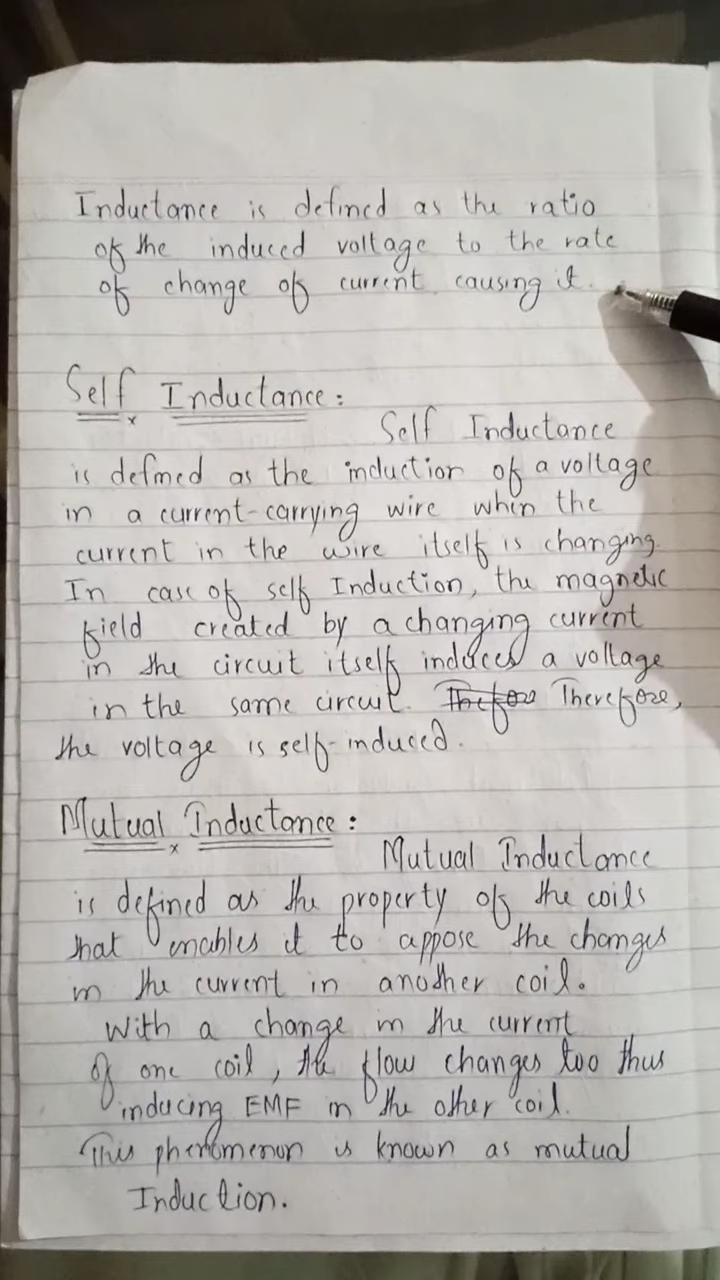 Inductance is defined as the ratio
of the induced voltage to the rate
of change of current causing it.
Self Inductance:
Self Inductance
is defined as the induction of a voltage
in a current-carrying wire when the
current in the wire itself is changing.
In case of self Induction, the magnetic
field created by a changing current
in the circuit itself induces a voltage
in the same circuit. Therefore,
the voltage is self-induced.
Mutual Inductance:
Mutual Inductance
is defined as the property of the coils
that enables it to appose the changes
in the current in another coil.
With a change in the current
of one coil, the flow changes too thus
inducing EMF in the other coil.
This phenomenon is known as mutual
Induction.